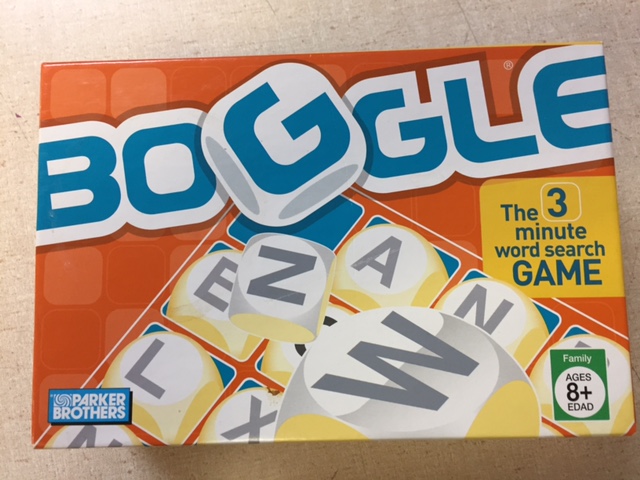 BOGGLE®
The 3
minute
word search
GAME
E
Z
A
N
W
L
X
PARKER
BROTHERS
Family
AGES
8+
EDAD